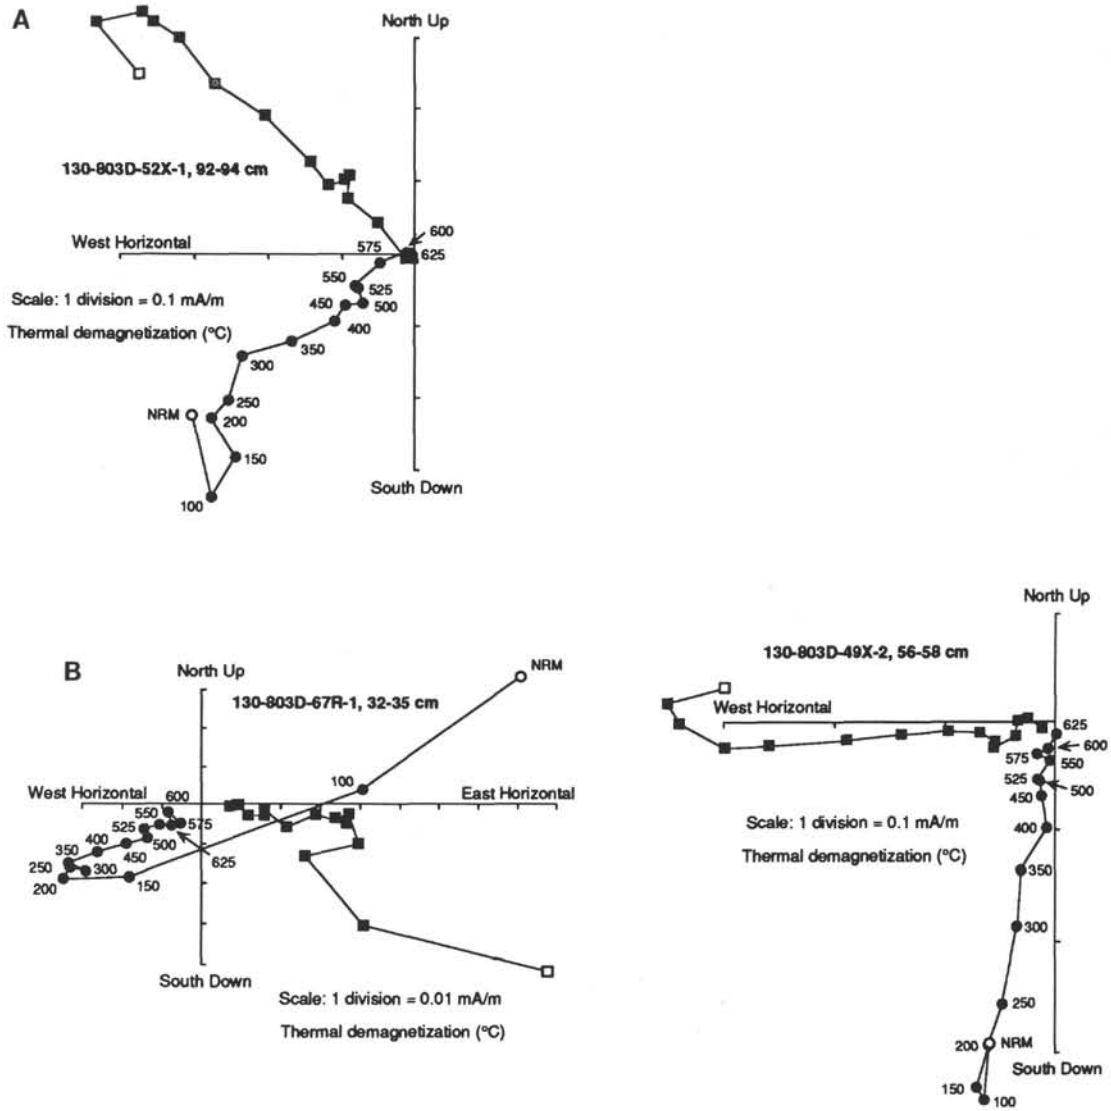 A
North Up
130-803D-52X-1, 92-94 cm
600
West Horizontal
575
625
550
525
Scale: 1 division = 0.1 mA/m
450
500
400
Thermal demagnetization (°C)
350
300
250
NRM
200
150
South Down
100
North Up
B
North Up
NRM
130-803D-49X-2, 56-58 cm
130-803D-67R-1, 32-35 cm
West Horizontal
625
600
575
550
100
West Horizontal
600
East Horizontal
525
500
550
575
450
525
500
Scale: 1 division = 0.1 mA/m
400
400
350
450
625
Thermal demagnetization (°C)
250
300
350
200
150
300
South Down
Scale: 1 division = 0.01 mA/m
250
Thermal demagnetization (°C)
200
NRM
South Down
150
100